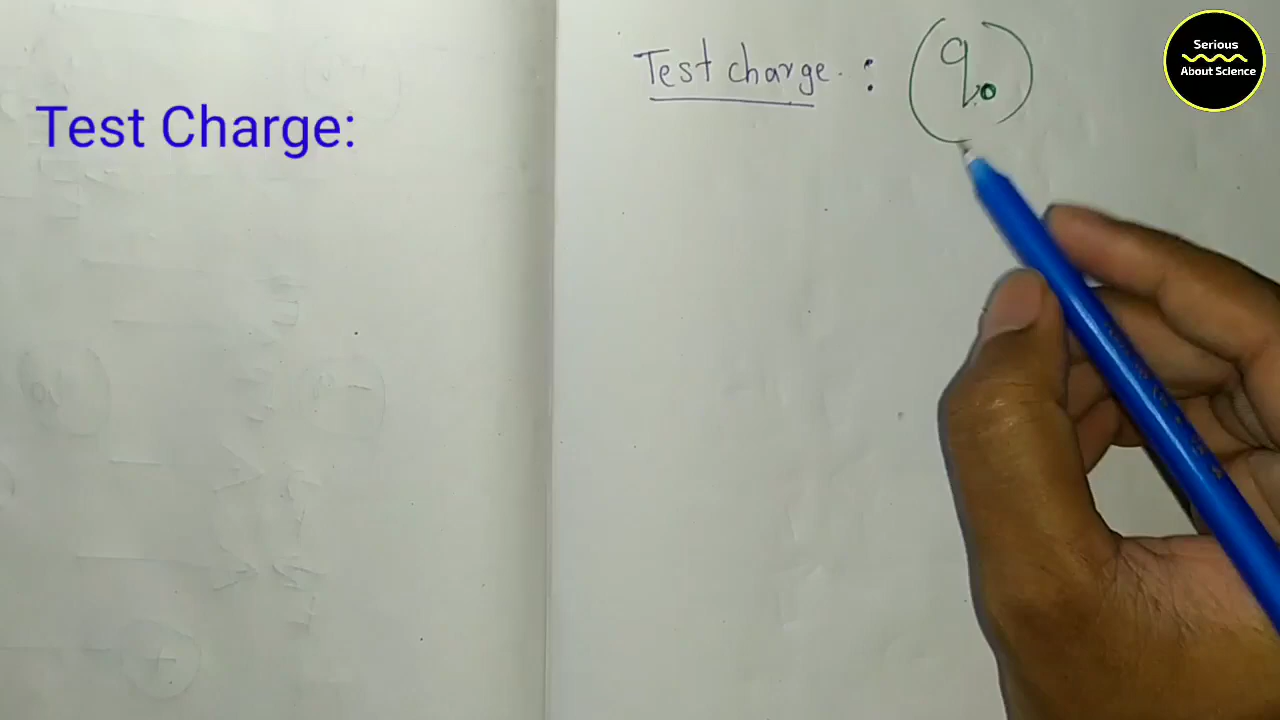 Test charge. : (q₀)
Test Charge:
Serious
About Science